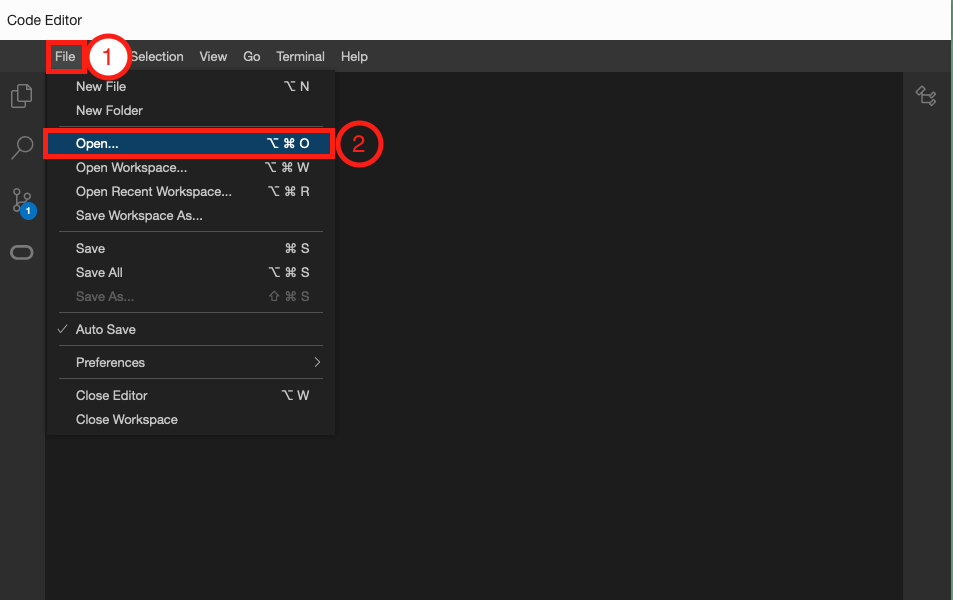 Code Editor
File 1 Selection View Go Terminal Help
New File ⌥ N
New Folder
Open... ⌥ ⌘ O 2
Open Workspace... ⌥ ⌘ W
Open Recent Workspace... ⌥ ⌘ R
Save Workspace As...
1
Save ⌘ S
Save All ⌥ ⌘ S
Save As... ⇧ ⌘ S
✓ Auto Save
Preferences
Close Editor ⌥ W
Close Workspace